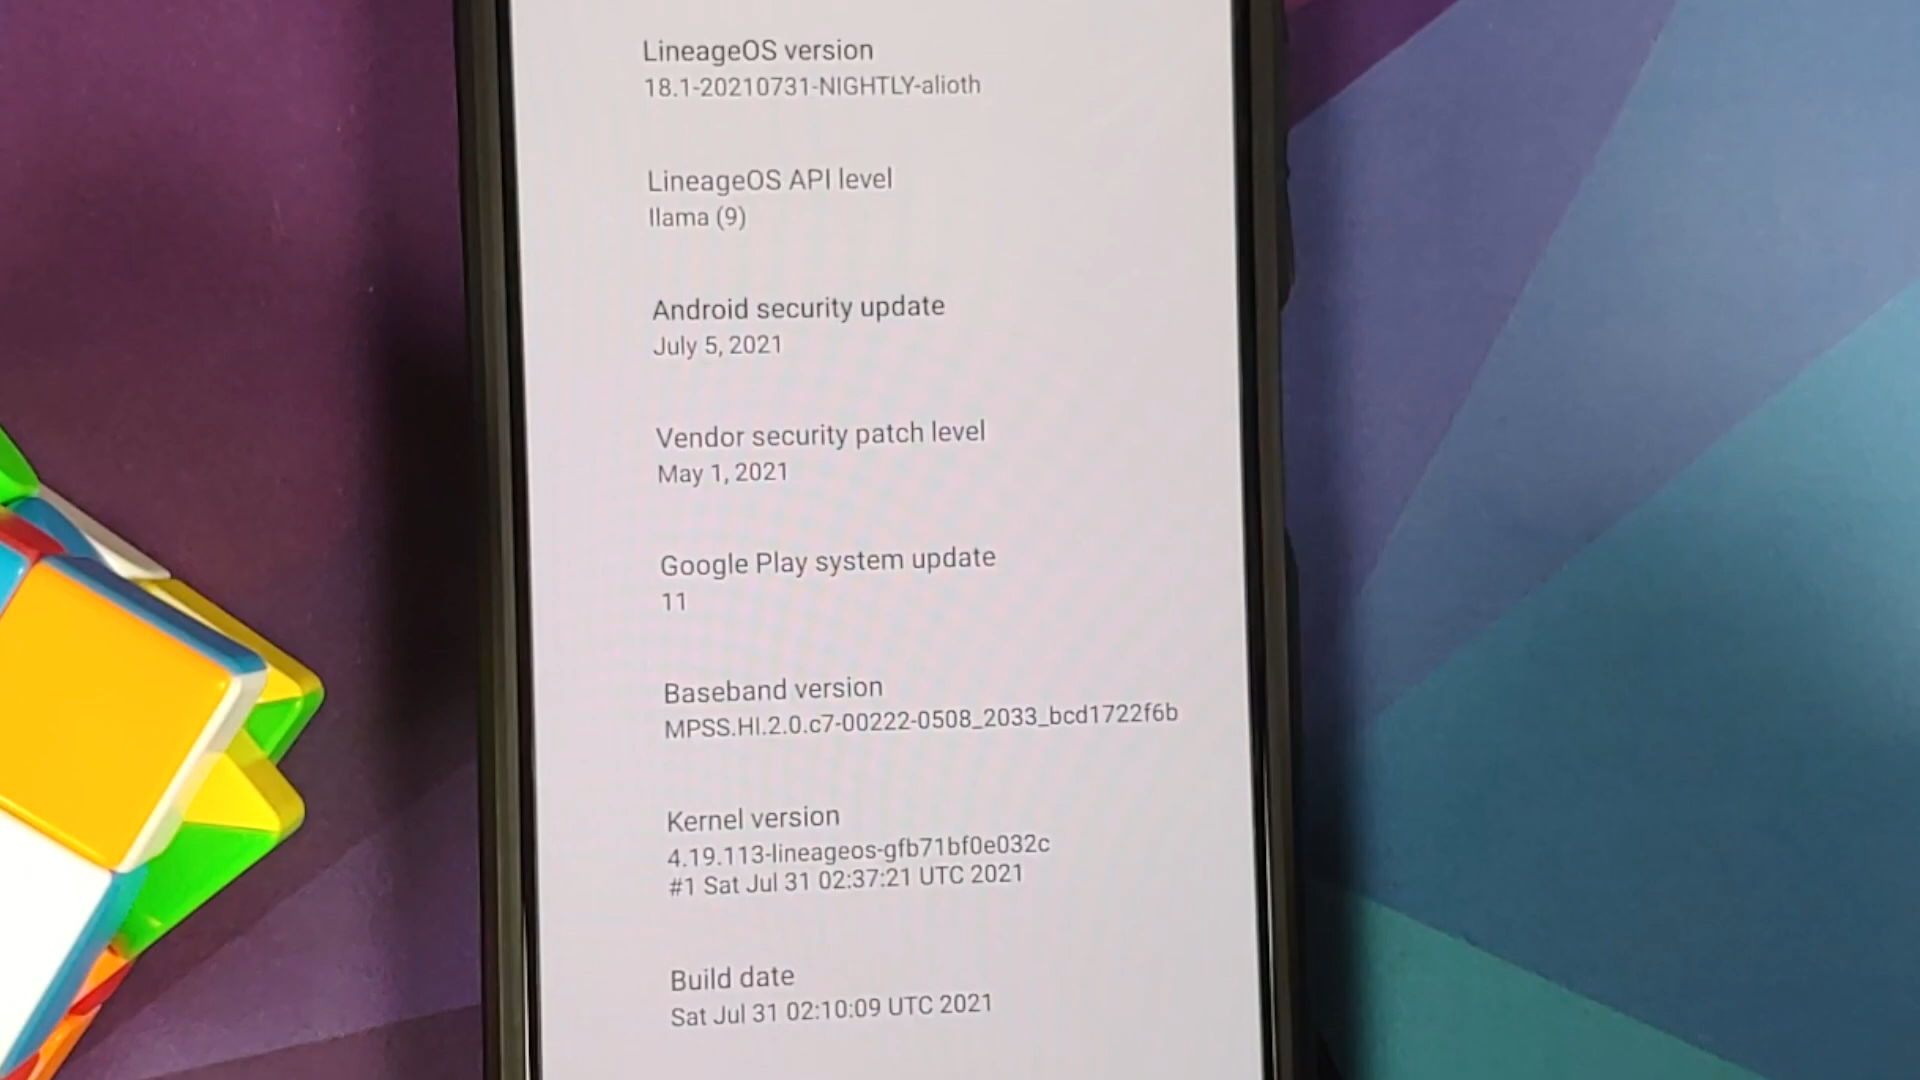 LineageOS version
18.1-20210731-NIGHTLY-alioth
LineageOS API level
llama (9)
Android security update
July 5, 2021
Vendor security patch level
May 1, 2021
Google Play system update
11
Baseband version
MPSS.HI.2.0.c7-00222-0508_2033_bcd1722f6b
Kernel version
4.19.113-lineageos-gfb71bf0e032c
#1 Sat Jul 31 02:37:21 UTC 2021
Build date
Sat Jul 31 02:10:09 UTC 2021